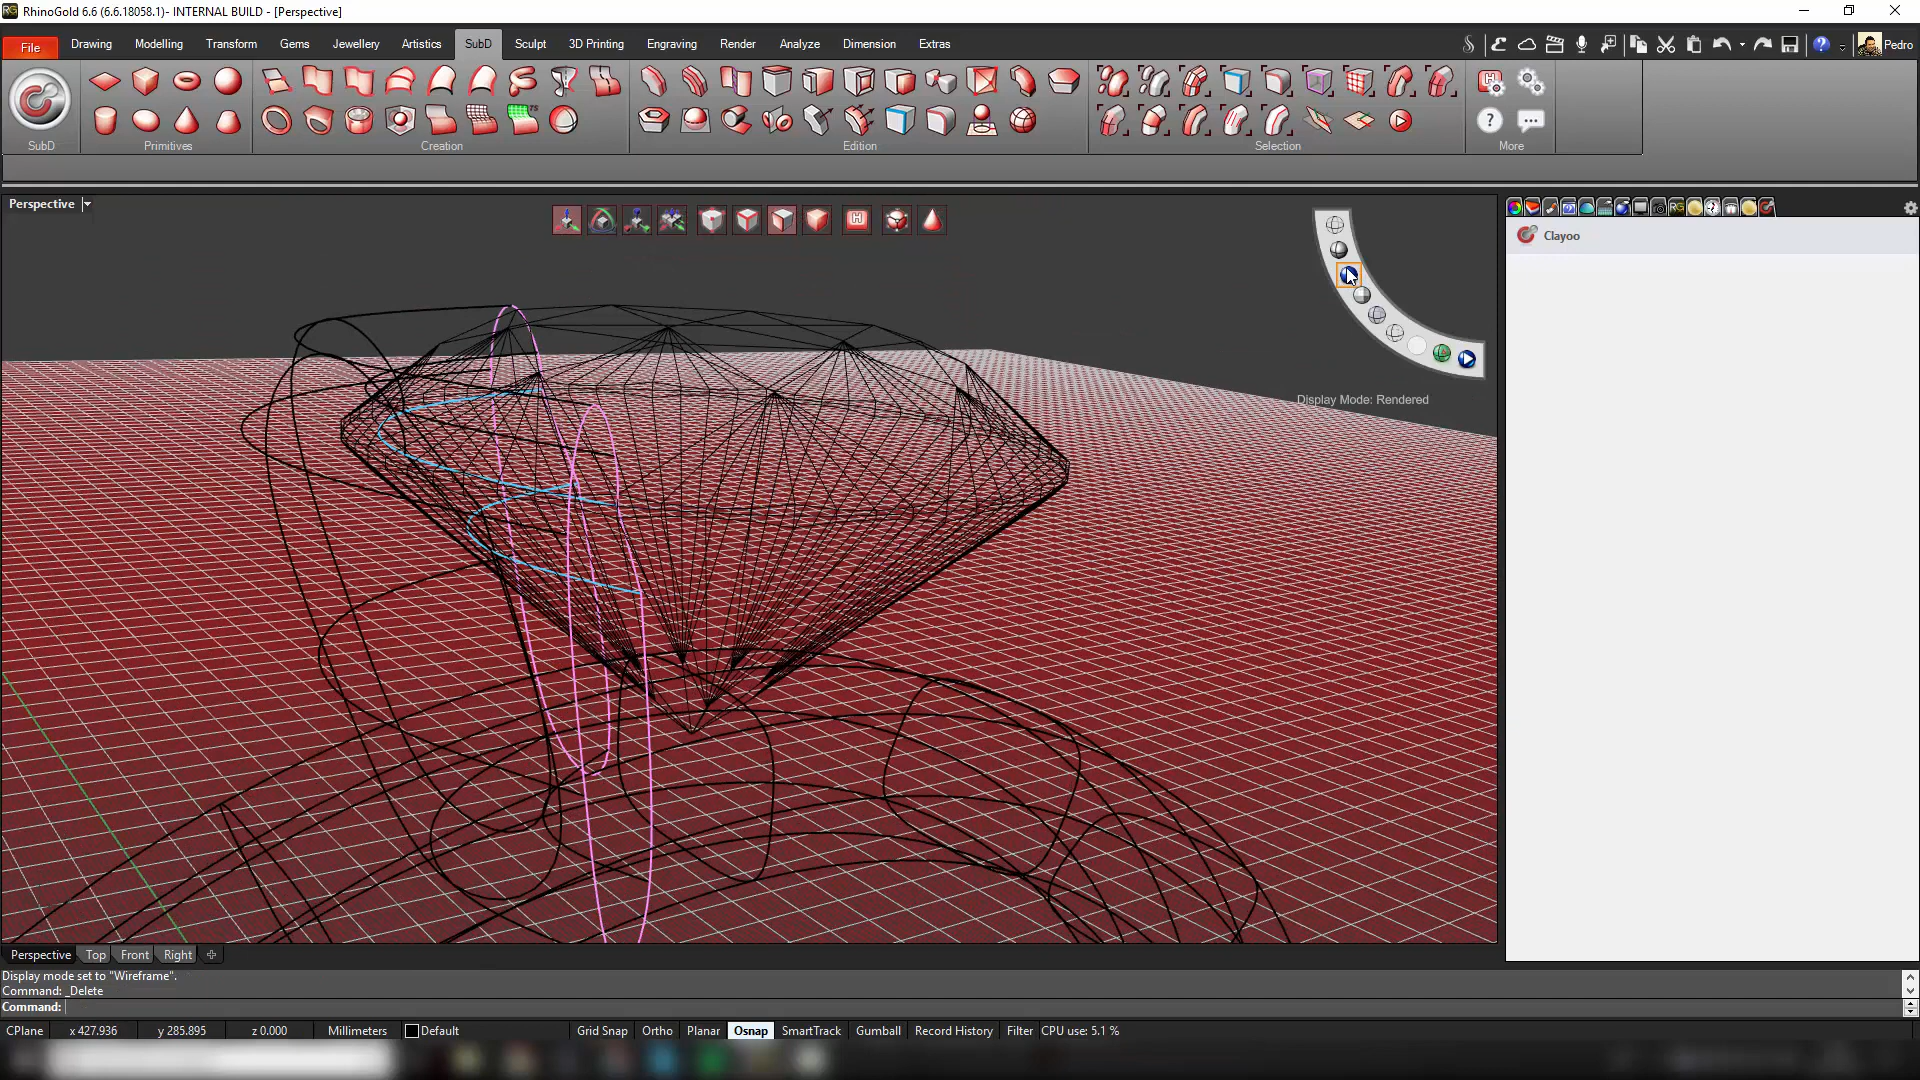 RhinoGold 6.6 (6.6.18058.1)- INTERNAL BUILD - [Perspective]
File Drawing Modelling Transform Gems Jewellery Artistics SubD Sculpt 3D Printing Engraving Render Analyze Dimension Extras Pedro
SubD Primitives Creation Edition Selection More
Perspective
Clayoo
Display Mode: Rendered
Perspective Top Front Right
Display mode set to "Wireframe".
Command: _Delete
Command:
CPlane x 427.936 y 285.895 z 0.000 Millimeters Default Grid Snap Ortho Planar Osnap SmartTrack Gumball Record History Filter CPU use: 5.1 %